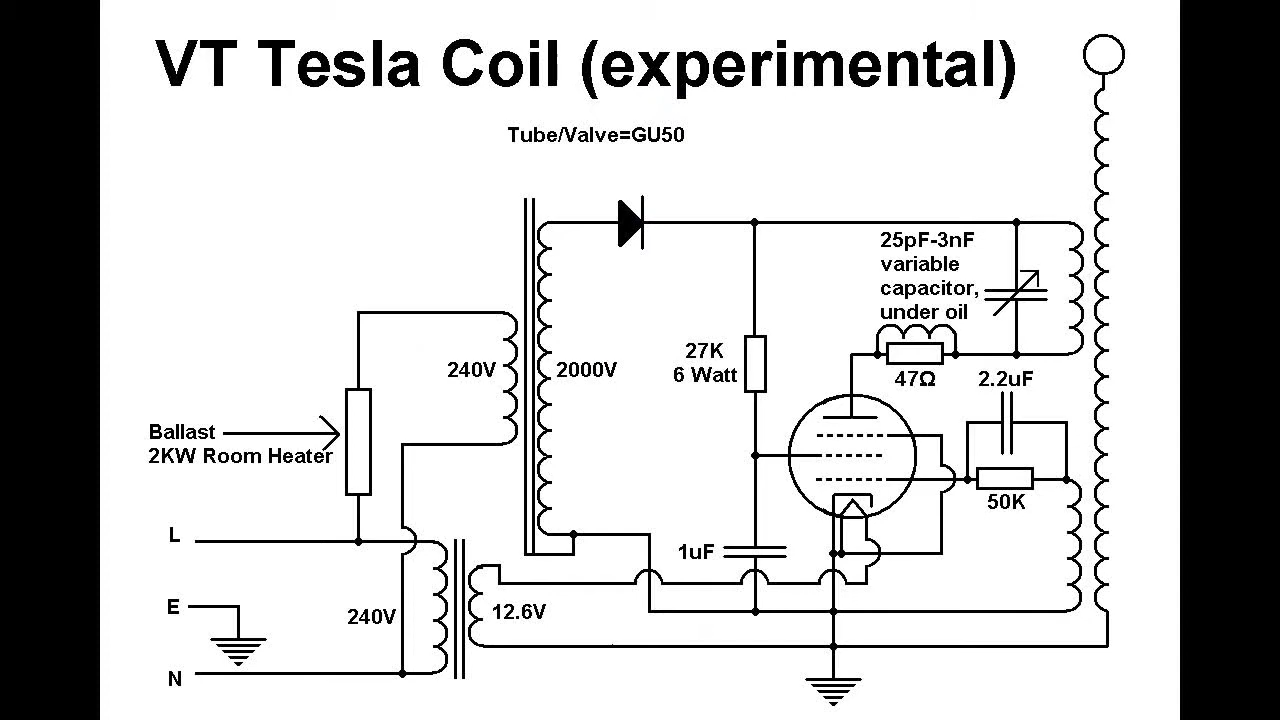 VT Tesla Coil (experimental)
Tube/Valve=GU50
25pF-3nF
variable
capacitor,
under oil
27K
6 Watt
240V
2000V
47Ω
2.2uF
Ballast
2KW Room Heater
50K
L
1uF
E
240V
12.6V
N